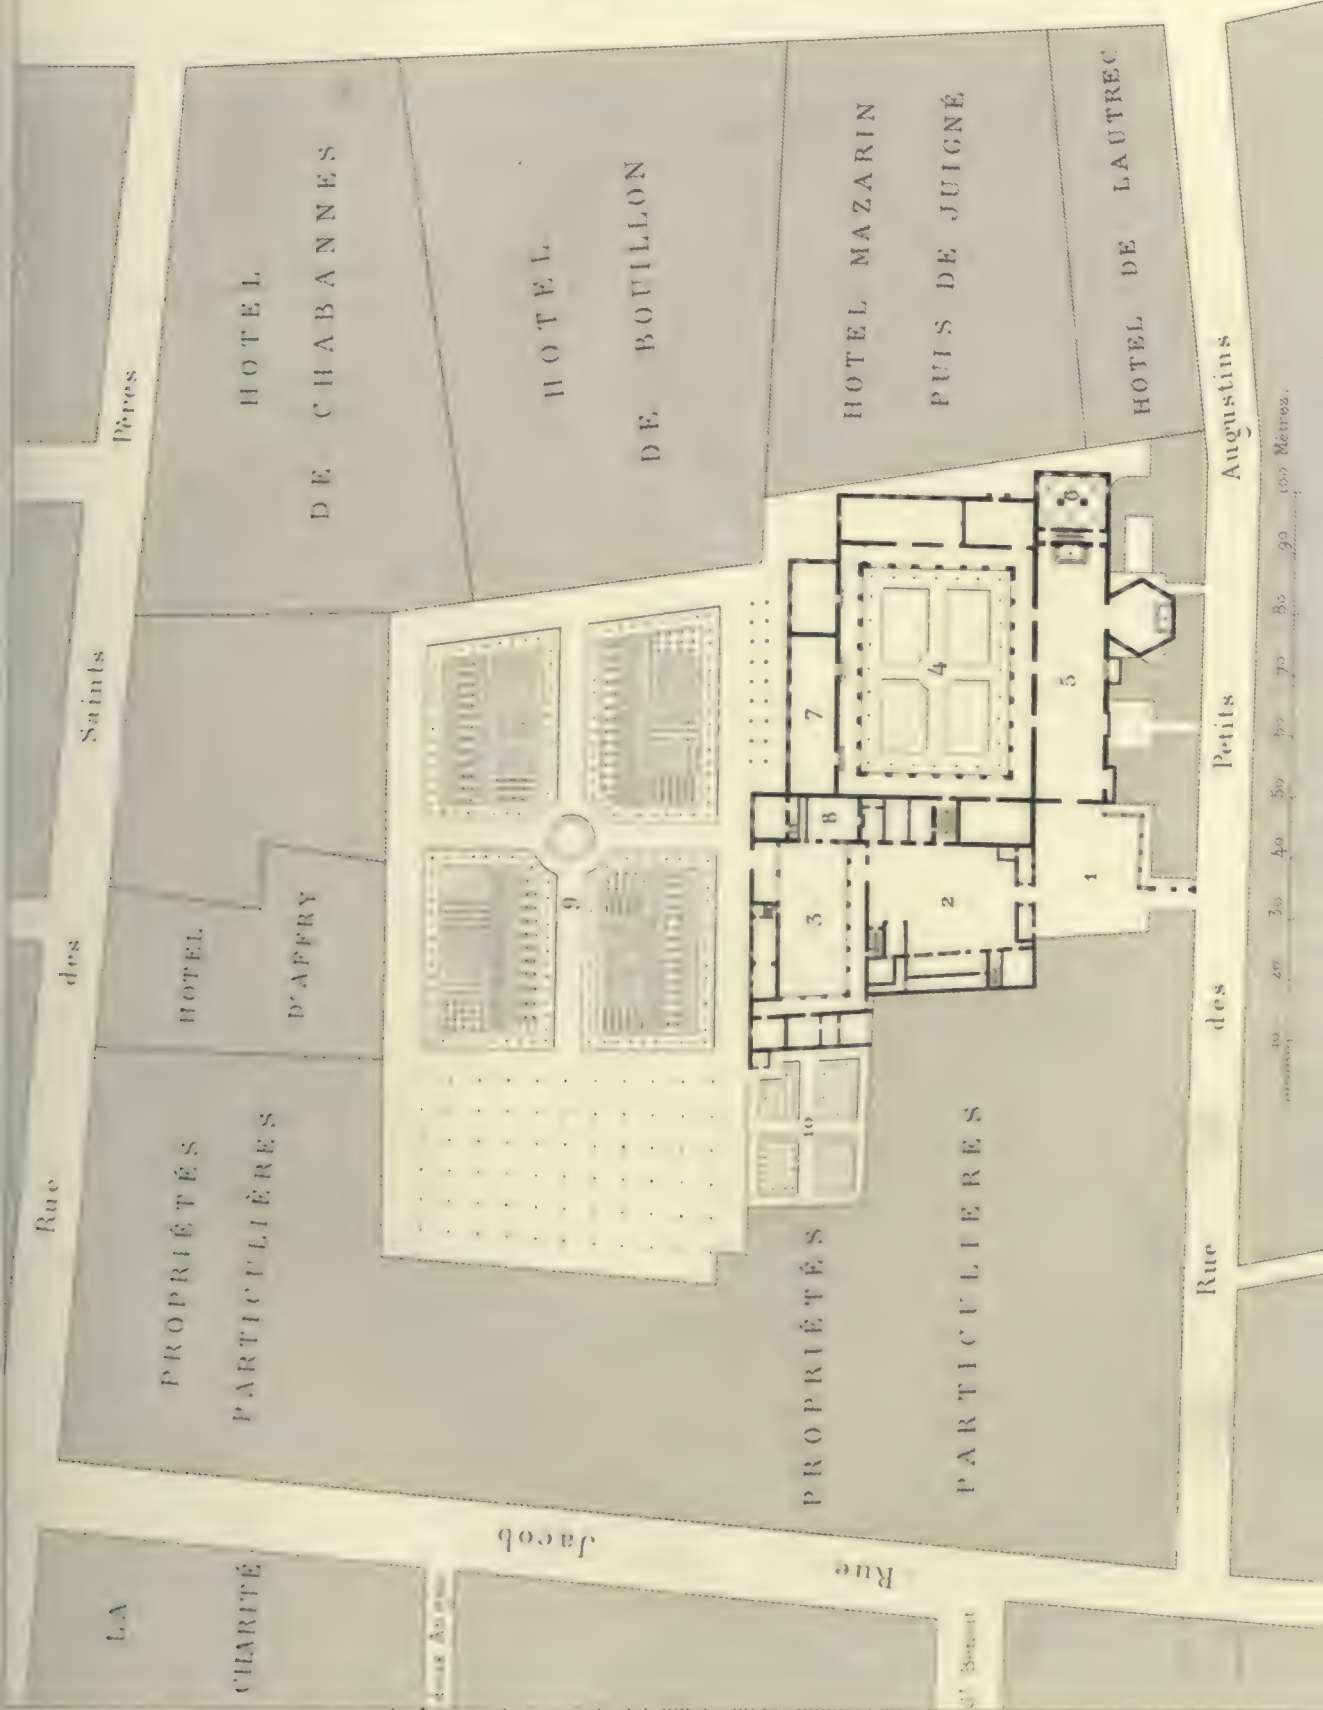 Rue des Saints Pères
HOTEL
DE CHABANNES
HOTEL
DE BOUILLON
HOTEL MAZARIN
PUIS DE JUIGNÉ
HOTEL DE LAUTREC
HOTEL
D'AFFRY
PROPRIÉTÉS
PARTICULIÈRES
PROPRIÉTÉS
PARTICULIERES
LA
CHARITÉ
Rue Jacob
Rue des Petits Augustins
1
2
3
4
5
6
7
8
9
10
10 20 30 40 50 60 70 80 90 100 Mètres.